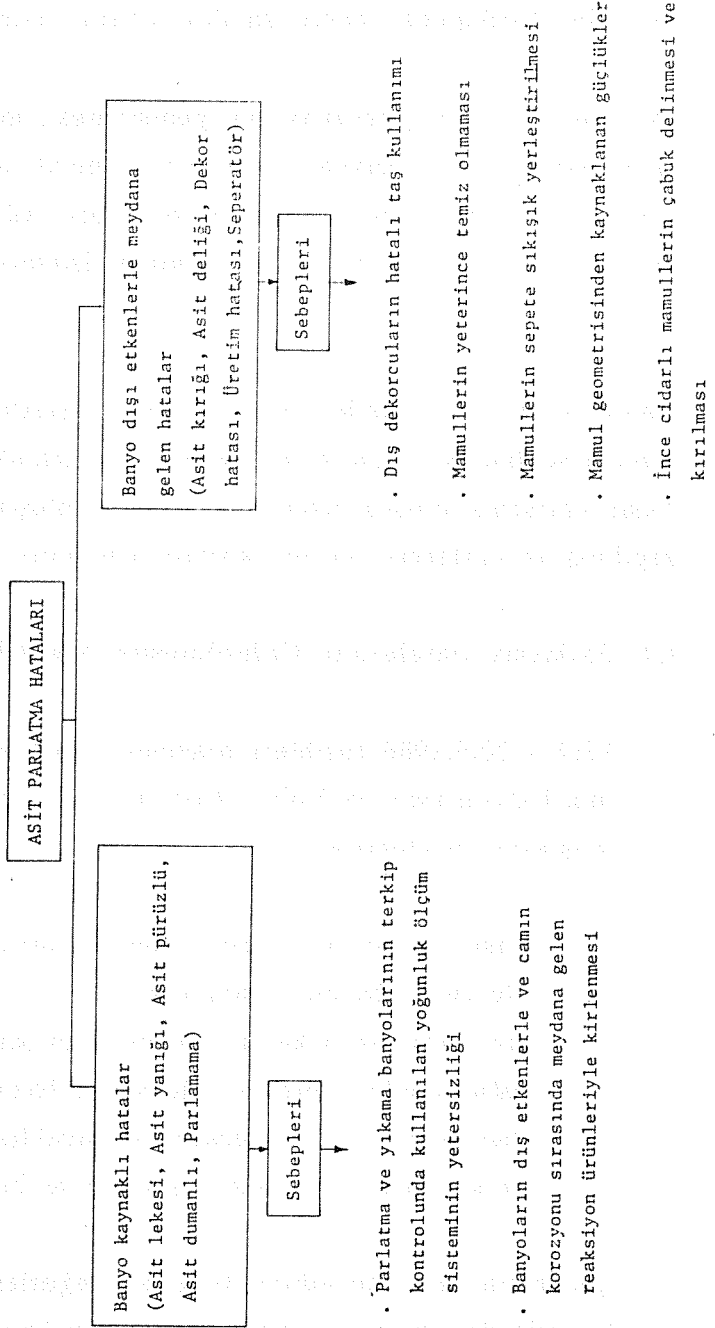 ASİT PARLATMA HATALARI
Banyo kaynaklı hatalar
(Asit lekesi, Asit yanığı, Asit pürüzlü,
Asit dumanlı, Parlamama)
Sebepleri
. Parlatma ve yıkama banyolarının terkip
kontrolunda kullanılan yoğunluk ölçüm
sisteminin yetersizliği
. Banyoların dış etkenlerle ve camın
korozyonu sırasında meydana gelen
reaksiyon ürünleriyle kirlenmesi
Banyo dışı etkenlerle meydana
gelen hatalar
(Asit kırığı, Asit deliği, Dekor
hatası, Üretim hatası,Seperatör)
Sebepleri
. Dış dekorcuların hatalı taş kullanımı
. Mamullerin yeterince temiz olmaması
. Mamullerin sepete sıkışık yerleştirilmesi
. Mamul geometrisinden kaynaklanan güçlükler
. İnce cidarlı mamullerin çabuk delinmesi ve
kırılması